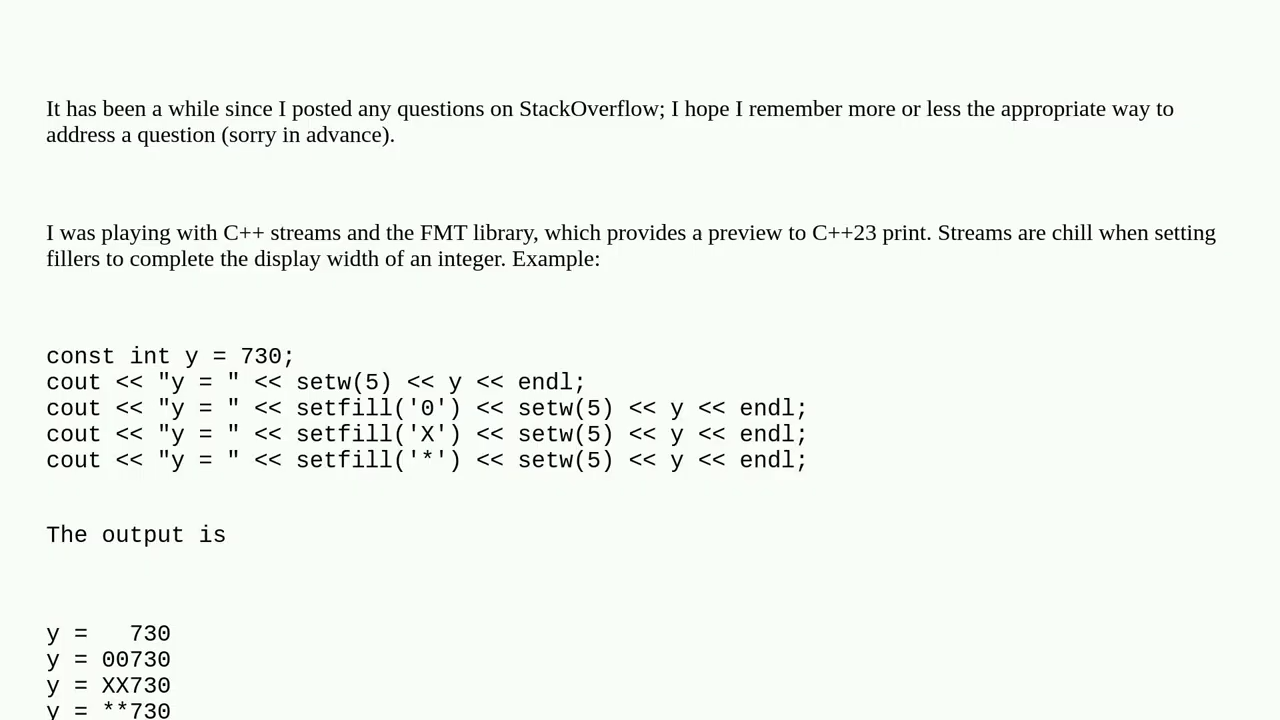 It has been a while since I posted any questions on StackOverflow; I hope I remember more or less the appropriate way to
address a question (sorry in advance).
I was playing with C++ streams and the FMT library, which provides a preview to C++23 print. Streams are chill when setting
fillers to complete the display width of an integer. Example:
const int y = 730;
cout << "y = " << setw(5) << y << endl;
cout << "y = " << setfill('0') << setw(5) << y << endl;
cout << "y = " << setfill('X') << setw(5) << y << endl;
cout << "y = " << setfill('*') << setw(5) << y << endl;
The output is
y =   730
y = 00730
y = XX730
y = **730